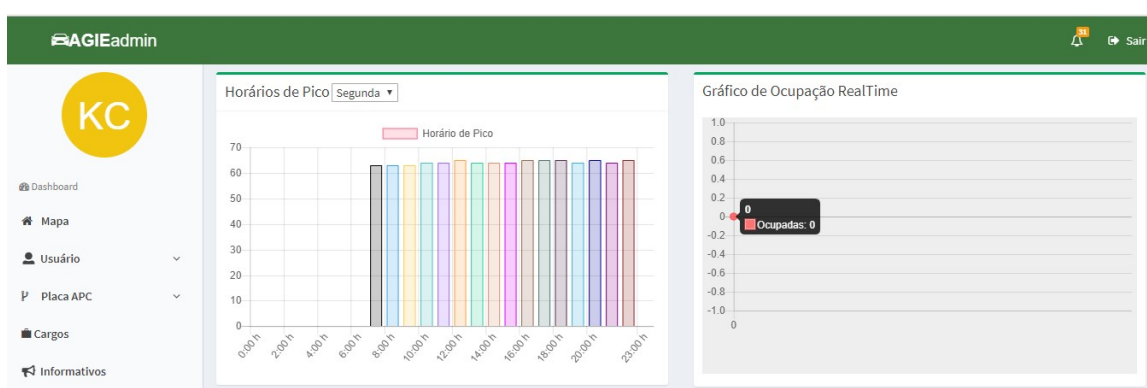 AGIEadmin
31
Sair
KC
Dashboard
Mapa
Usuário
Placa APC
Cargos
Informativos
Horários de Pico Segunda
Horário de Pico
70
60
50
40
30
20
10
0
0:00 h 2:00 h 4:00 h 6:00 h 8:00 h 10:00 h 12:00 h 14:00 h 16:00 h 18:00 h 20:00 h 23:00 h
Gráfico de Ocupação RealTime
1.0
0.8
0.6
0.4
0.2
0
-0.2
-0.4
-0.6
-0.8
-1.0
0
0
Ocupadas: 0